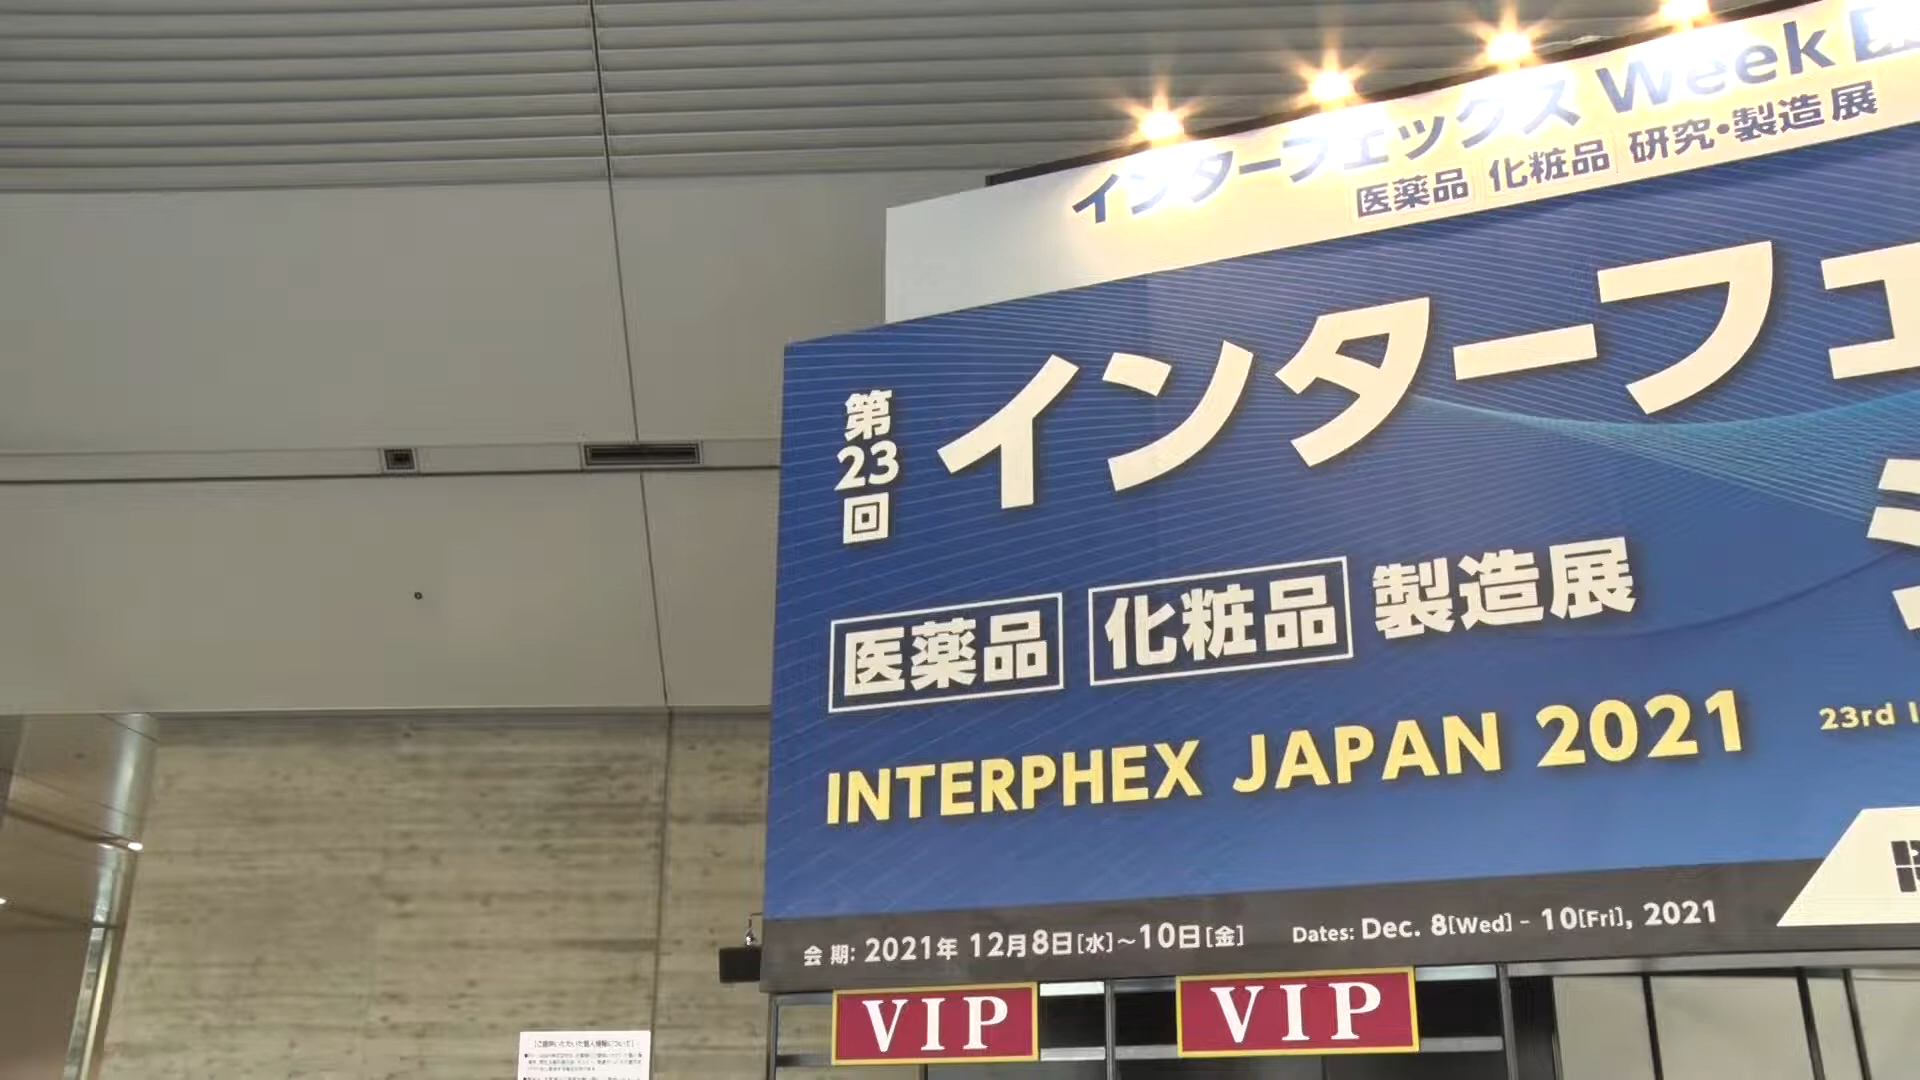 インターフェックス Week
医薬品 化粧品 研究・製造 展
第23回
インターフェ
医薬品 化粧品 製造展
INTERPHEX JAPAN 2021
23rd
会 期: 2021年 12月8日[水]~10日[金] Dates: Dec. 8[Wed] - 10[Fri], 2021
VIP VIP